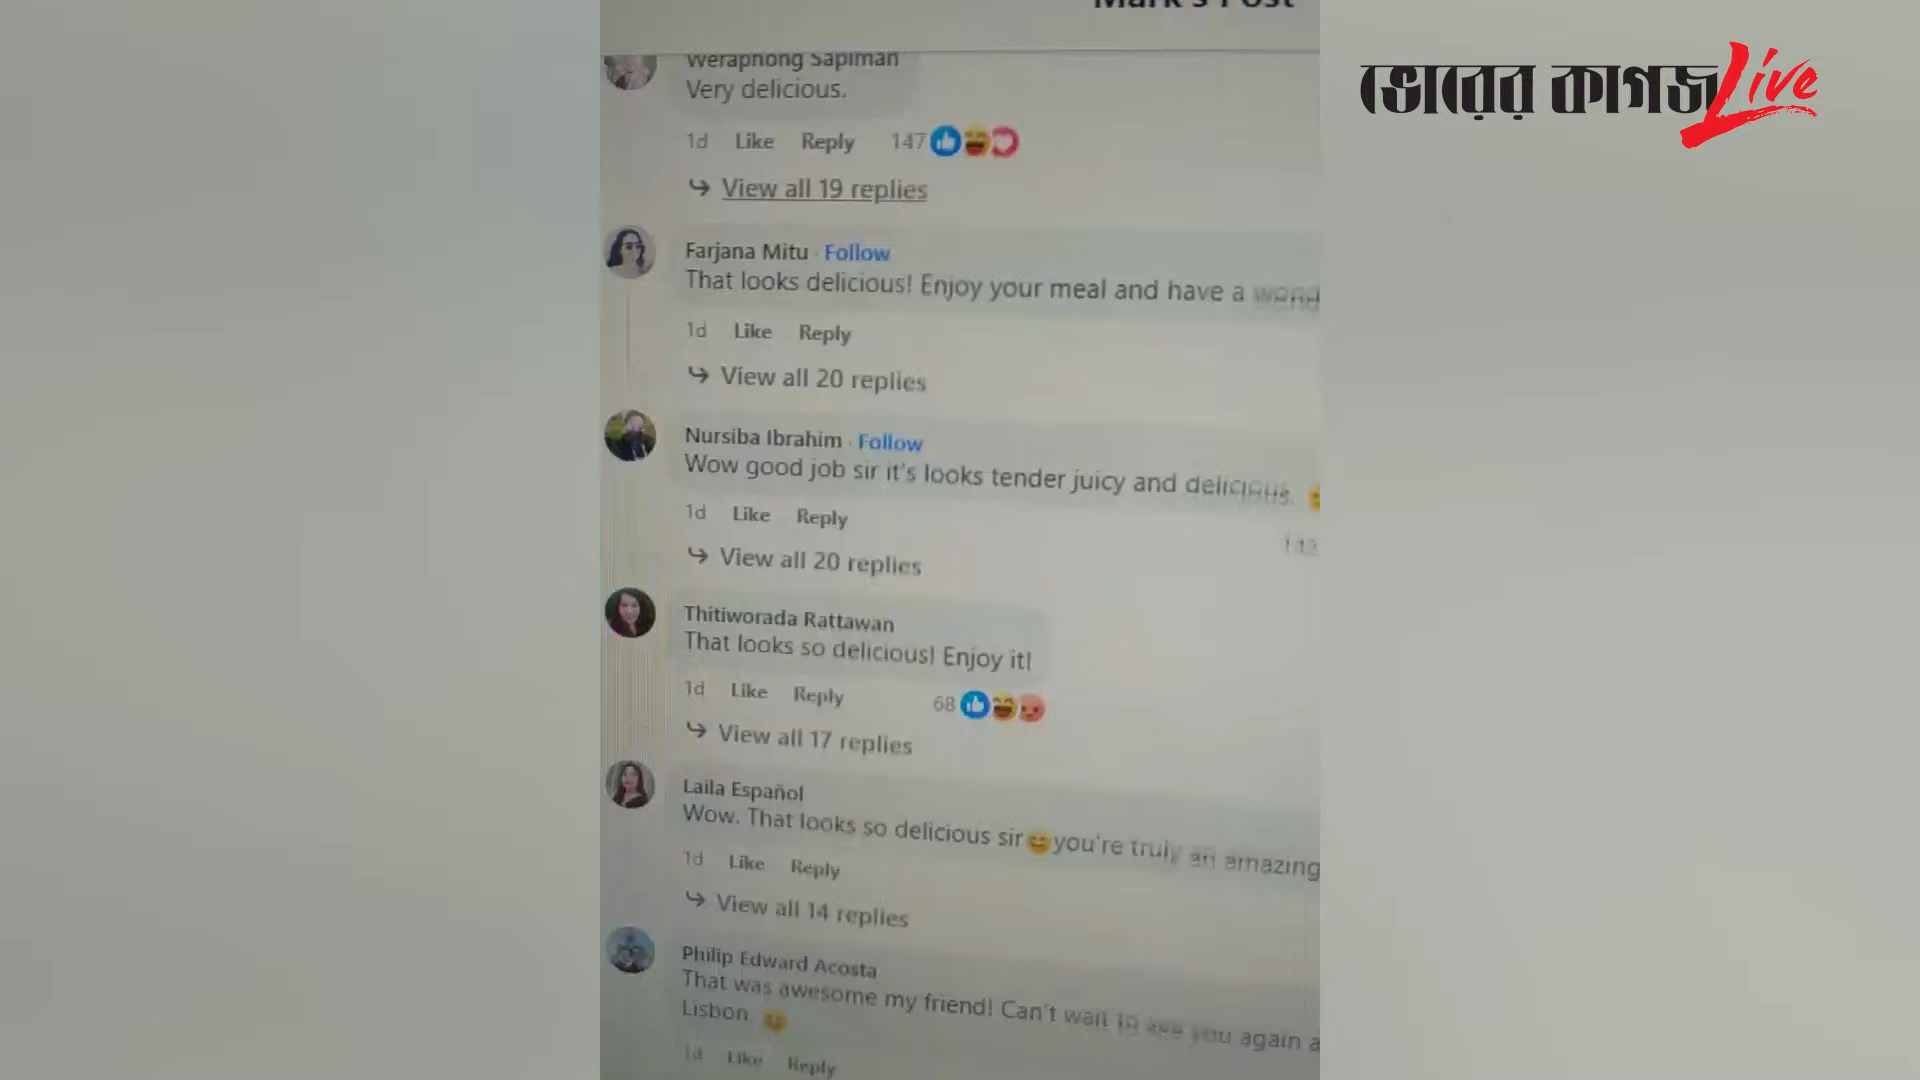 Mark's Post
ভোরের কাগজ Live
Weraphong Sapiman
Very delicious.
1d Like Reply 147
View all 19 replies
Farjana Mitu · Follow
That looks delicious! Enjoy your meal and have a
1d Like Reply
View all 20 replies
Nursiba Ibrahim · Follow
Wow good job sir it's looks tender juicy and delicious.
1d Like Reply
View all 20 replies
Thitiworada Rattawan
That looks so delicious! Enjoy it!
1d Like Reply 68
View all 17 replies
Laila Español
Wow. That looks so delicious sir😊you're truly an amazing
1d Like Reply
View all 14 replies
Philip Edward Acosta
That was awesome my friend! Can't wait to see you again
Lisbon.
1d Like Reply